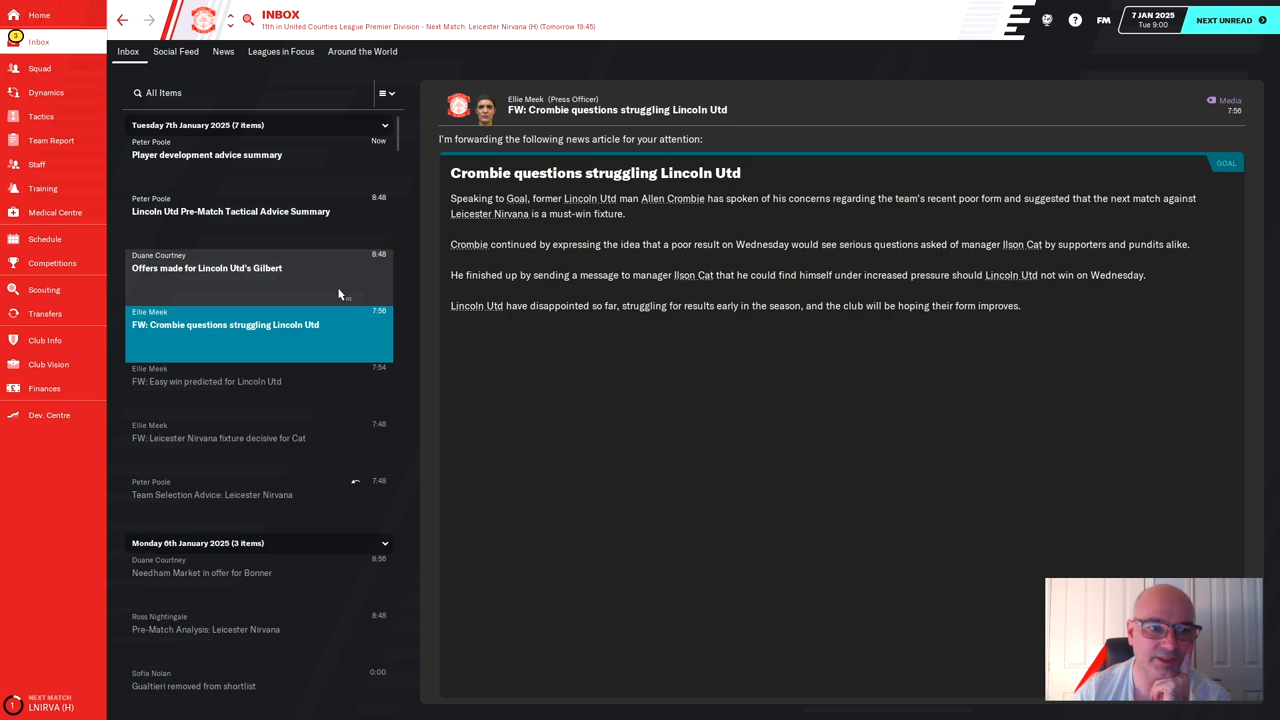 Home
INBOX
11th in United Counties League Premier Division - Next Match: Leicester Nirvana (H) (Tomorrow 19:45)
?
FM
7 JAN 2025
Tue 9:00
NEXT UNREAD
3
Inbox
Squad
Dynamics
Tactics
Team Report
Staff
Training
Medical Centre
Schedule
Competitions
Scouting
Transfers
Club Info
Club Vision
Finances
Dev. Centre
1
NEXT MATCH
LNIRVA (H)
Inbox
Social Feed
News
Leagues in Focus
Around the World
All Items
Tuesday 7th January 2025 (7 items)
Peter Poole
Now
Player development advice summary
Peter Poole
8:48
Lincoln Utd Pre-Match Tactical Advice Summary
Duane Courtney
8:48
Offers made for Lincoln Utd's Gilbert
Ellie Meek
7:56
FW: Crombie questions struggling Lincoln Utd
Ellie Meek
7:54
FW: Easy win predicted for Lincoln Utd
Ellie Meek
7:48
FW: Leicester Nirvana fixture decisive for Cat
Peter Poole
7:48
Team Selection Advice: Leicester Nirvana
Monday 6th January 2025 (3 items)
Duane Courtney
8:56
Needham Market in offer for Bonner
Ross Nightingale
8:48
Pre-Match Analysis: Leicester Nirvana
Sofia Nolan
0:00
Gualtieri removed from shortlist
Ellie Meek (Press Officer)
FW: Crombie questions struggling Lincoln Utd
Media
7:56
I'm forwarding the following news article for your attention:
GOAL
Crombie questions struggling Lincoln Utd
Speaking to Goal, former Lincoln Utd man Allen Crombie has spoken of his concerns regarding the team's recent poor form and suggested that the next match against
Leicester Nirvana is a must-win fixture.
Crombie continued by expressing the idea that a poor result on Wednesday would see serious questions asked of manager Ilson Cat by supporters and pundits alike.
He finished up by sending a message to manager Ilson Cat that he could find himself under increased pressure should Lincoln Utd not win on Wednesday.
Lincoln Utd have disappointed so far, struggling for results early in the season, and the club will be hoping their form improves.